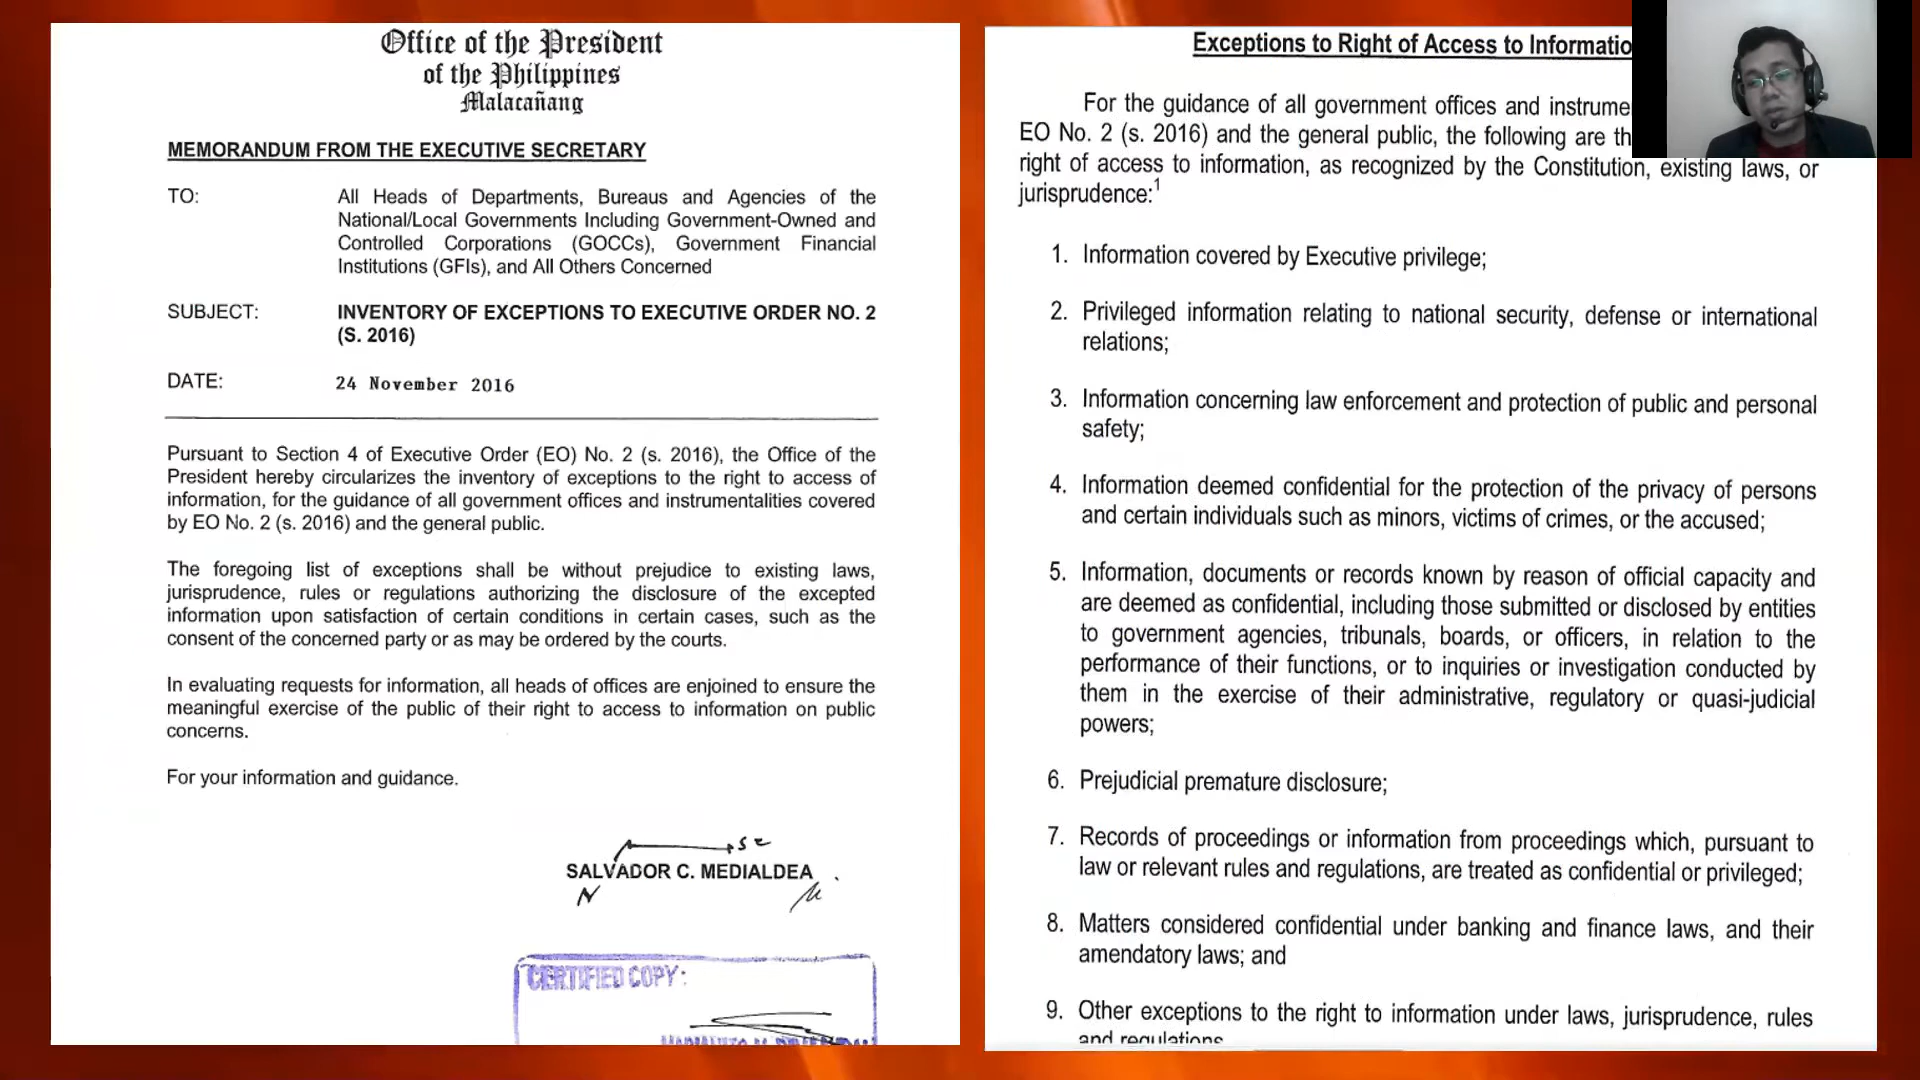 Office of the President
of the Philippines
Malacañang
MEMORANDUM FROM THE EXECUTIVE SECRETARY
TO: All Heads of Departments, Bureaus and Agencies of the
National/Local Governments Including Government-Owned and
Controlled Corporations (GOCCs), Government Financial
Institutions (GFIs), and All Others Concerned
SUBJECT: INVENTORY OF EXCEPTIONS TO EXECUTIVE ORDER NO. 2
(S. 2016)
DATE: 24 November 2016
Pursuant to Section 4 of Executive Order (EO) No. 2 (s. 2016), the Office of the
President hereby circularizes the inventory of exceptions to the right to access of
information, for the guidance of all government offices and instrumentalities covered
by EO No. 2 (s. 2016) and the general public.
The foregoing list of exceptions shall be without prejudice to existing laws,
jurisprudence, rules or regulations authorizing the disclosure of the excepted
information upon satisfaction of certain conditions in certain cases, such as the
consent of the concerned party or as may be ordered by the courts.
In evaluating requests for information, all heads of offices are enjoined to ensure the
meaningful exercise of the public of their right to access to information on public
concerns.
For your information and guidance.
SALVADOR C. MEDIALDEA
CERTIFIED COPY:
Exceptions to Right of Access to Informatio
For the guidance of all government offices and instrume
EO No. 2 (s. 2016) and the general public, the following are th
right of access to information, as recognized by the Constitution, existing laws, or
jurisprudence:1
1. Information covered by Executive privilege;
2. Privileged information relating to national security, defense or international
relations;
3. Information concerning law enforcement and protection of public and personal
safety;
4. Information deemed confidential for the protection of the privacy of persons
and certain individuals such as minors, victims of crimes, or the accused;
5. Information, documents or records known by reason of official capacity and
are deemed as confidential, including those submitted or disclosed by entities
to government agencies, tribunals, boards, or officers, in relation to the
performance of their functions, or to inquiries or investigation conducted by
them in the exercise of their administrative, regulatory or quasi-judicial
powers;
6. Prejudicial premature disclosure;
7. Records of proceedings or information from proceedings which, pursuant to
law or relevant rules and regulations, are treated as confidential or privileged;
8. Matters considered confidential under banking and finance laws, and their
amendatory laws; and
9. Other exceptions to the right to information under laws, jurisprudence, rules
and regulations